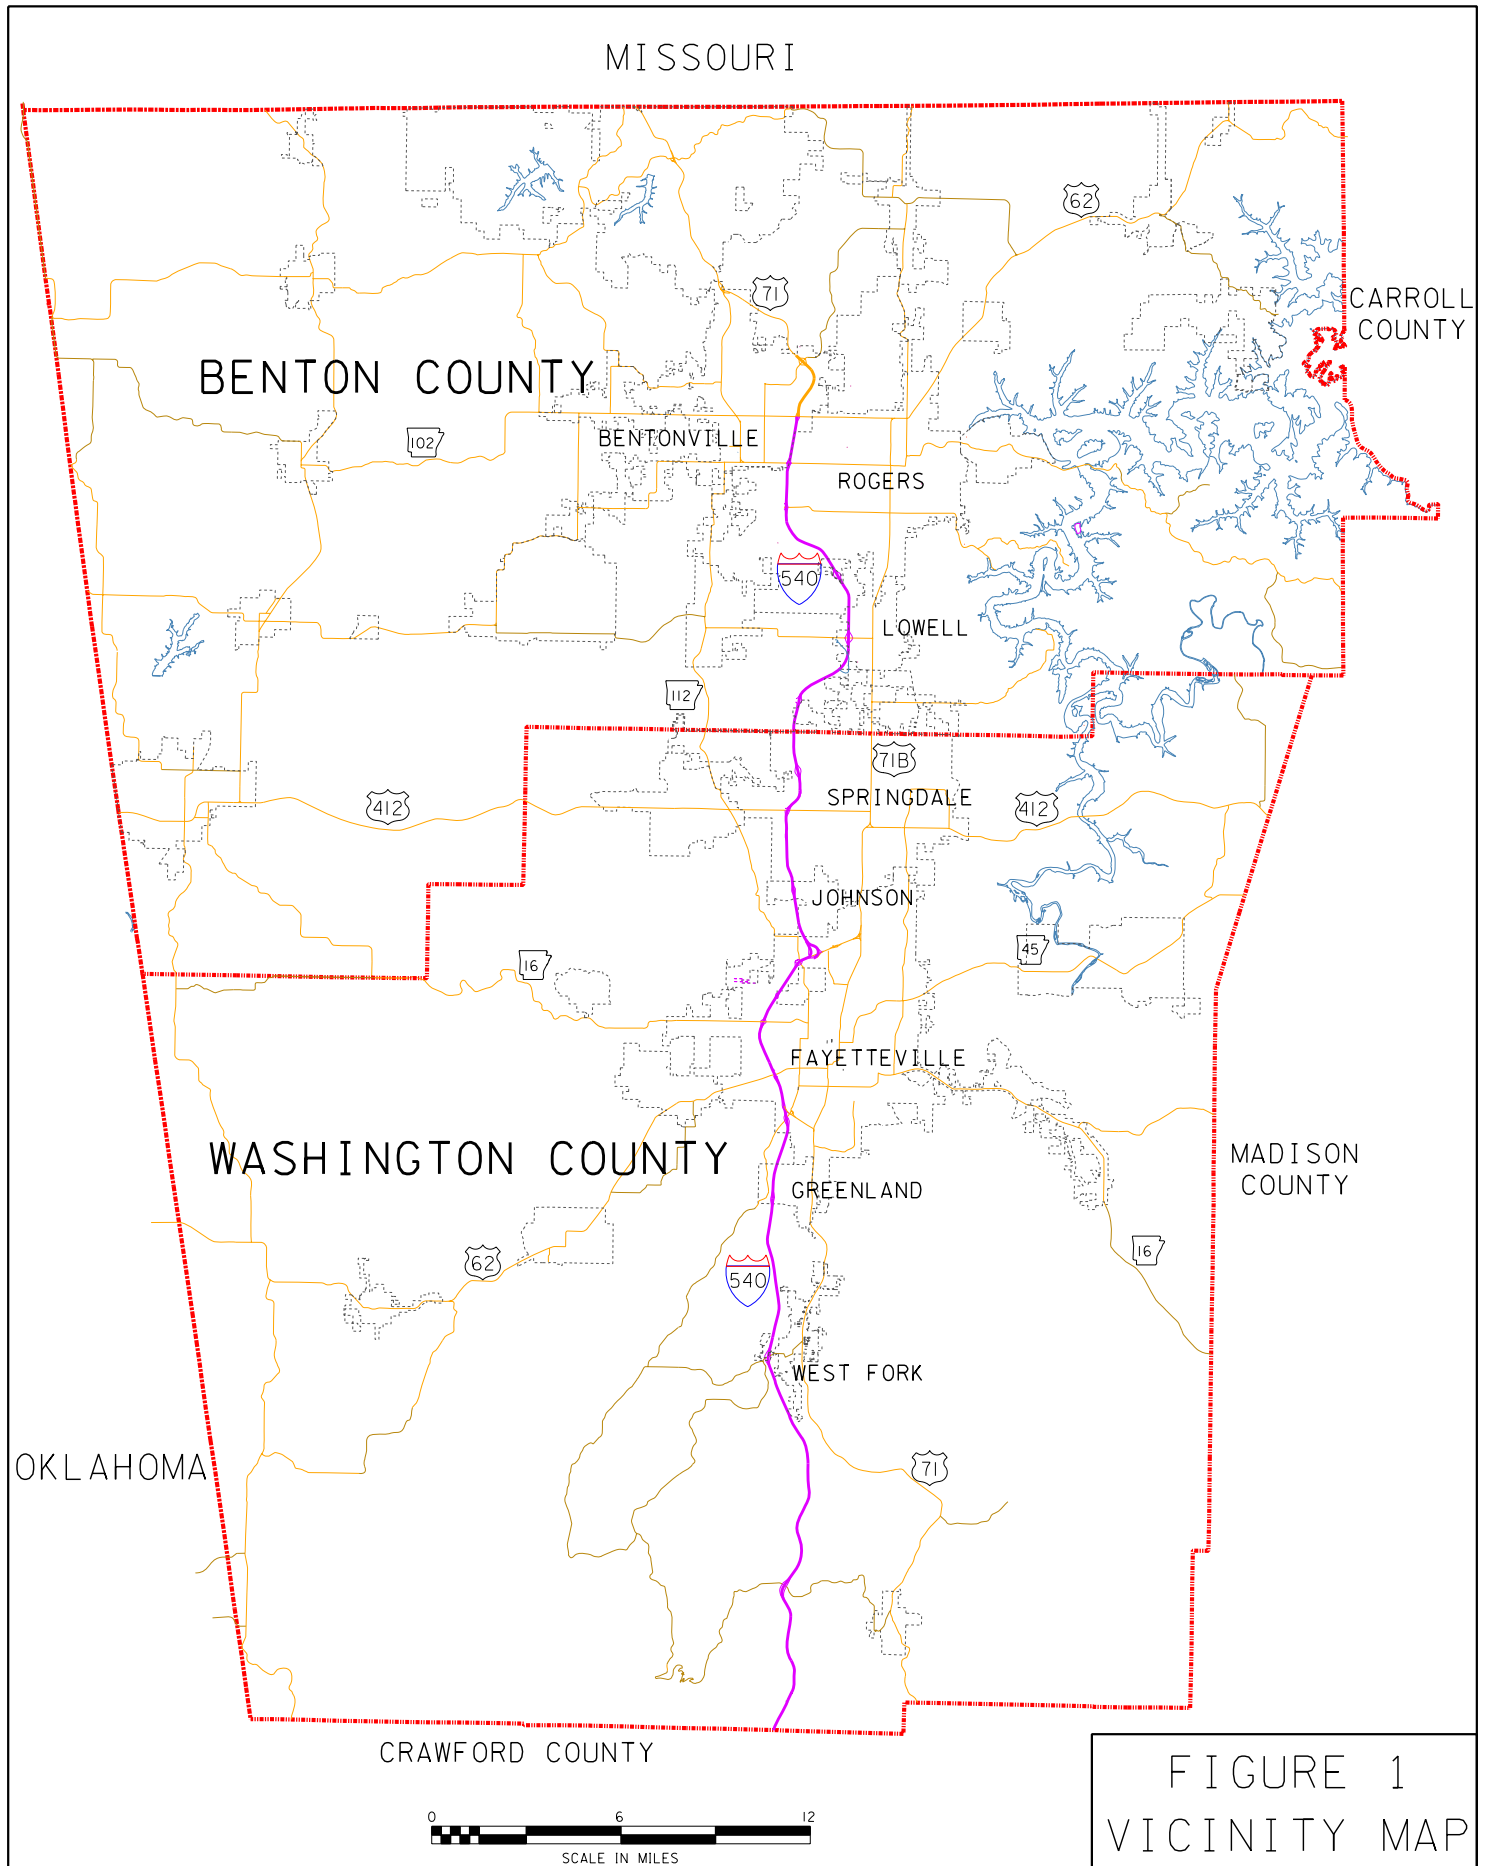 MISSOURI
62
71
CARROLL
COUNTY
BENTON COUNTY
102
BENTONVILLE
ROGERS
540
LOWELL
112
71B
412
SPRINGDALE
412
JOHNSON
45
16
FAYETTEVILLE
WASHINGTON COUNTY
MADISON
COUNTY
GREENLAND
16
62
540
WEST FORK
OKLAHOMA
71
CRAWFORD COUNTY
FIGURE 1
VICINITY MAP
0 6 12
SCALE IN MILES